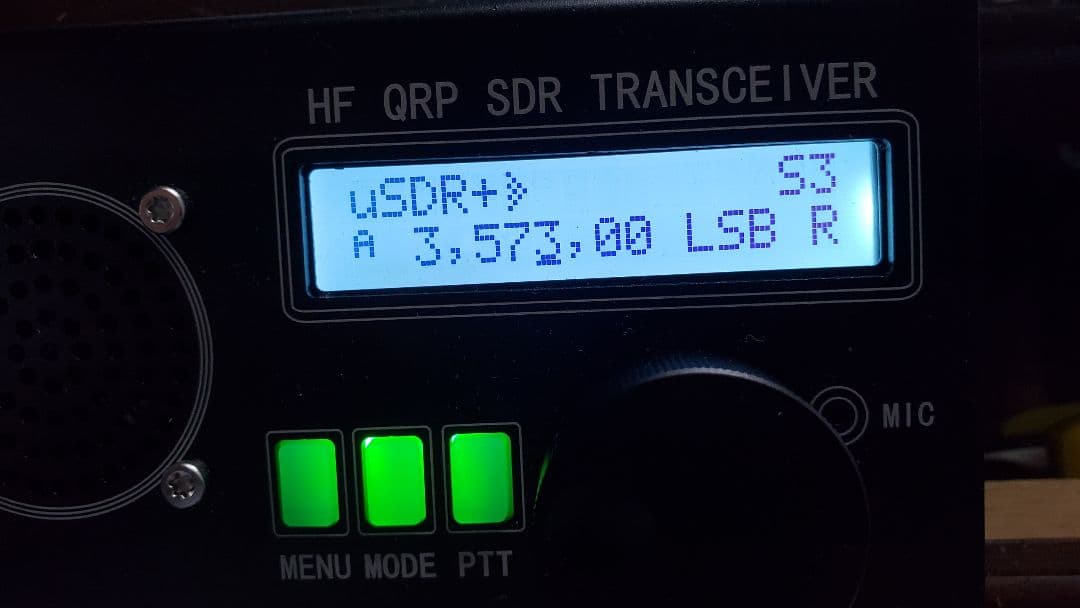 HF QRP SDR TRANSCEIVER
uSDR+» S3
A 3,573,00 LSB R
MIC
MENU MODE PTT